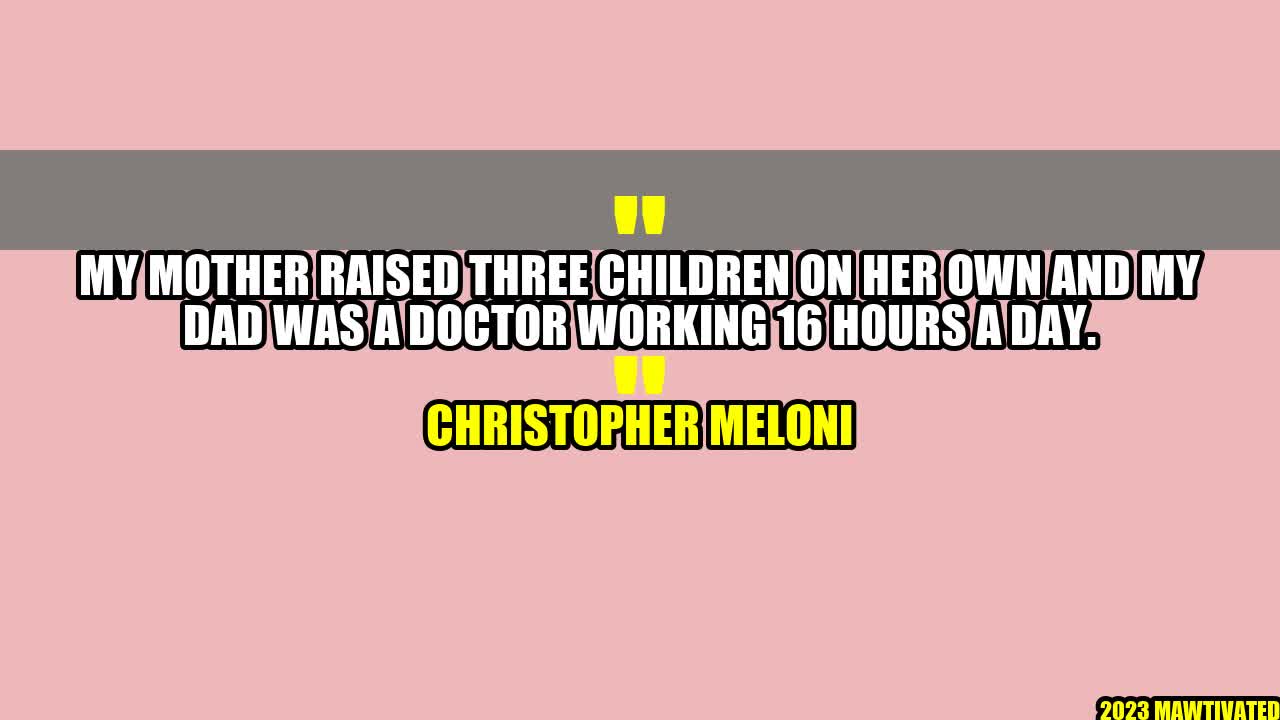 "
MY MOTHER RAISED THREE CHILDREN ON HER OWN AND MY
DAD WAS A DOCTOR WORKING 16 HOURS A DAY.
"
CHRISTOPHER MELONI
2023 MAWTIVATED